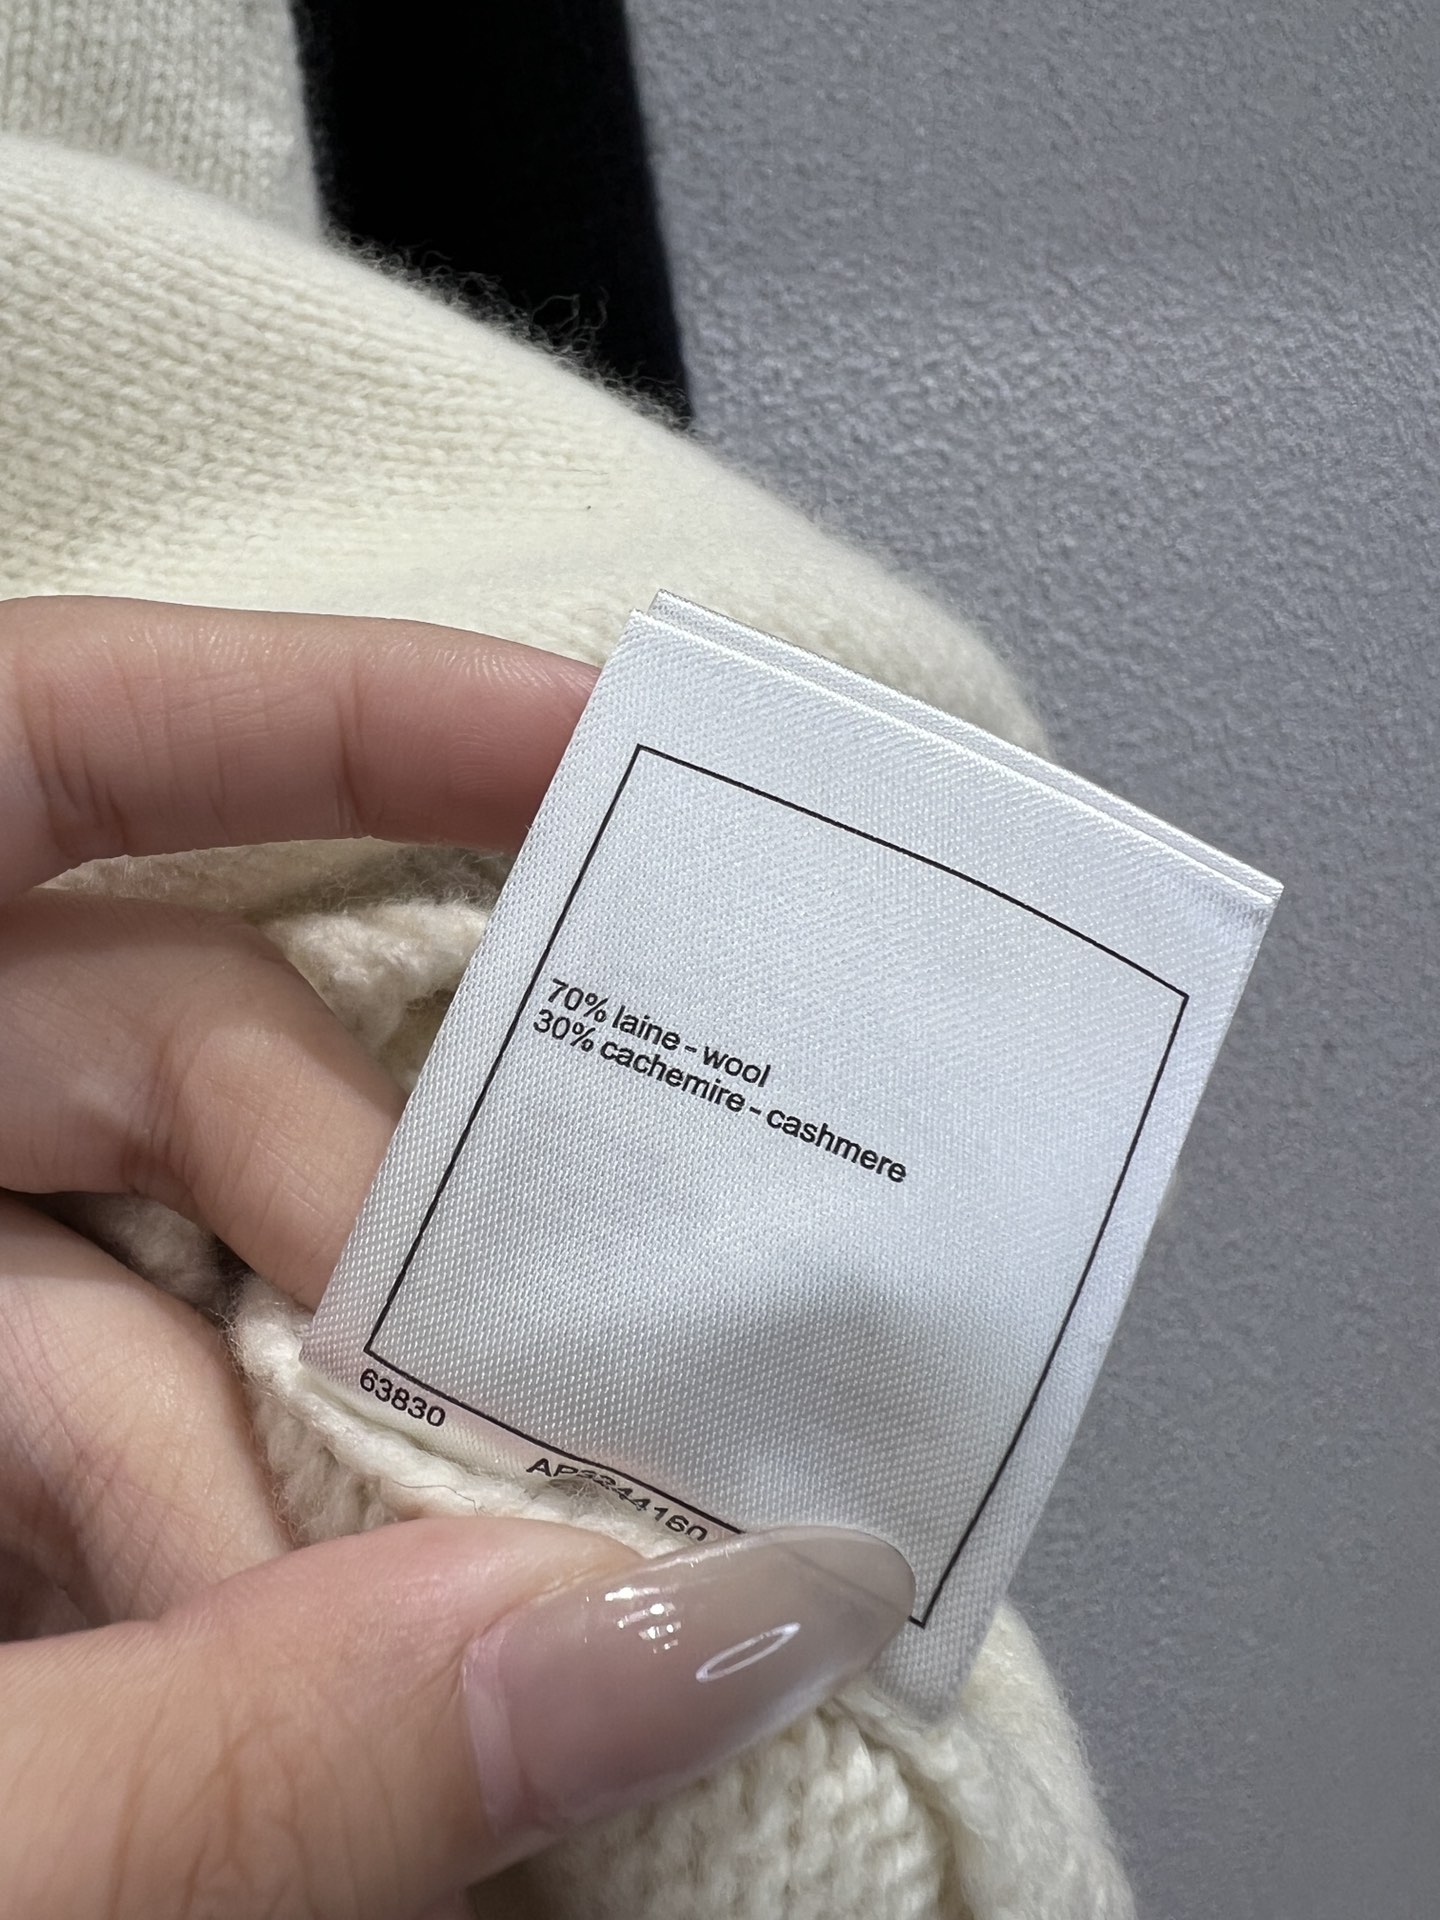 70% laine - wool
30% cachemire - cashmere
63830